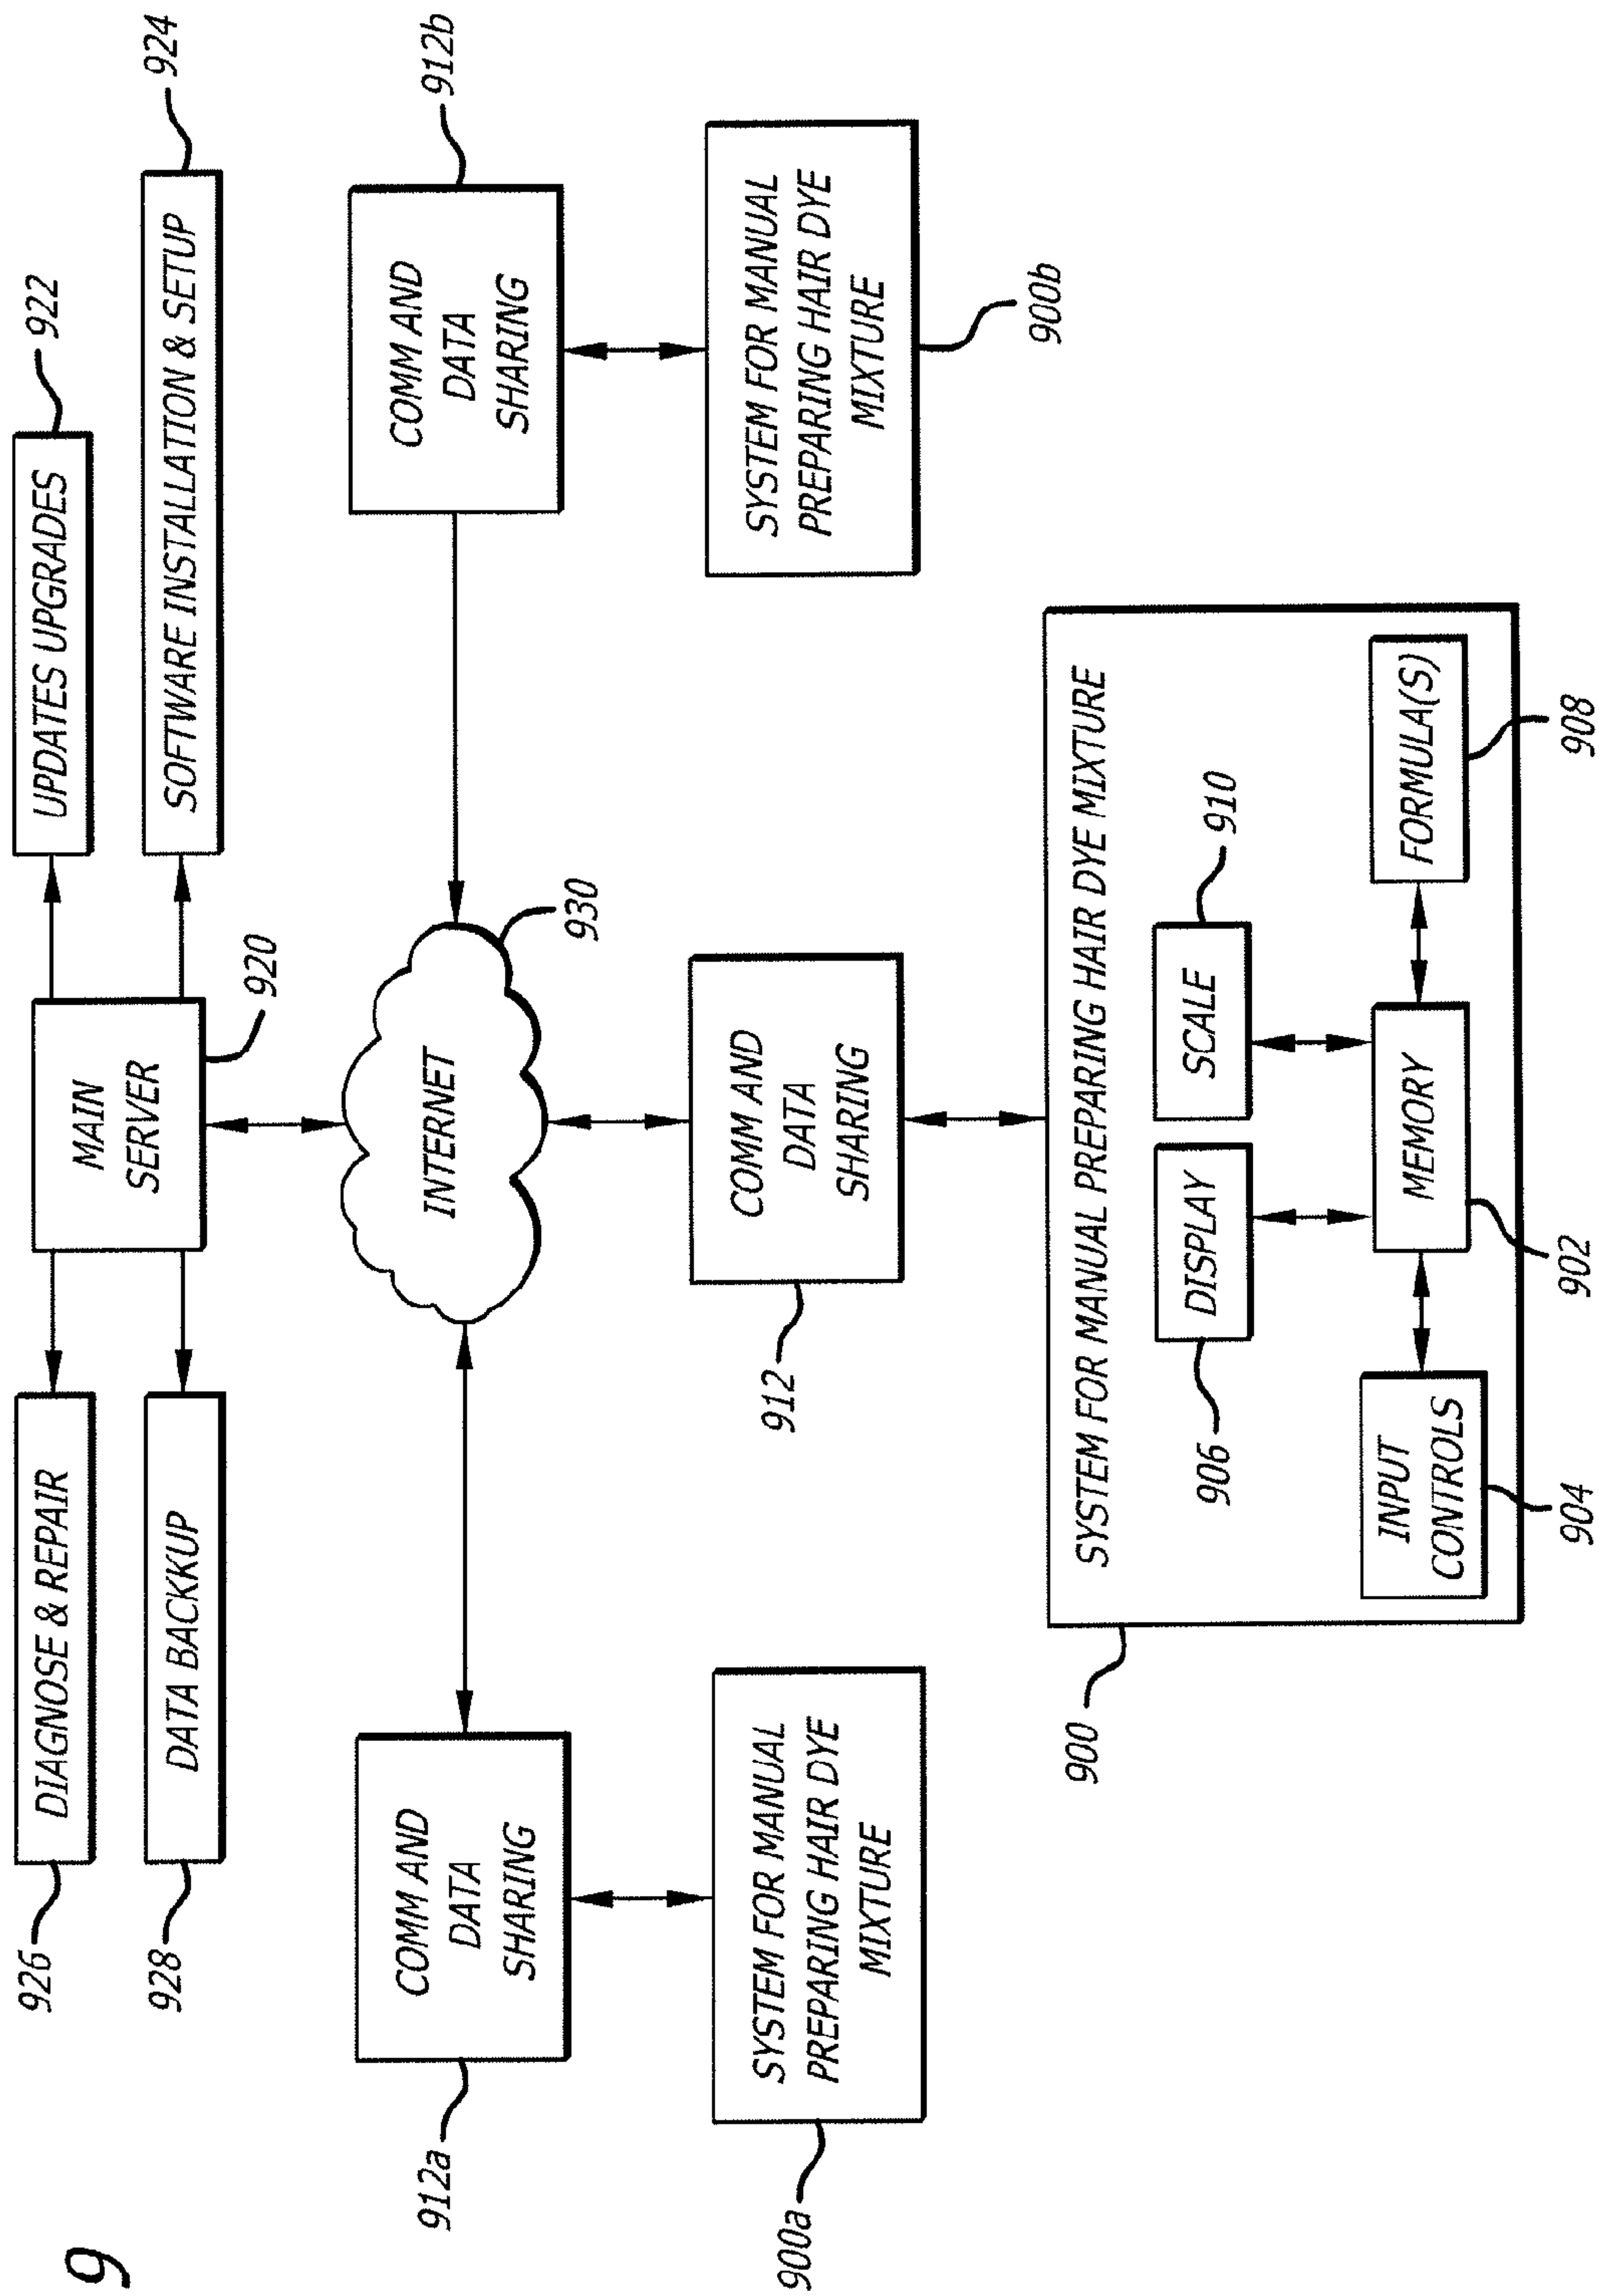 9
926
DIAGNOSE & REPAIR
928
DATA BACKKUP
MAIN
SERVER
920
UPDATES UPGRADES
922
SOFTWARE INSTALLATION & SETUP
924
912a
COMM AND
DATA
SHARING
INTERNET
930
COMM AND
DATA
SHARING
912b
900a
SYSTEM FOR MANUAL
PREPARING HAIR DYE
MIXTURE
912
COMM AND
DATA
SHARING
SYSTEM FOR MANUAL
PREPARING HAIR DYE
MIXTURE
900b
900
SYSTEM FOR MANUAL PREPARING HAIR DYE MIXTURE
906
DISPLAY
SCALE
910
INPUT
CONTROLS
904
MEMORY
902
FORMULA(S)
908